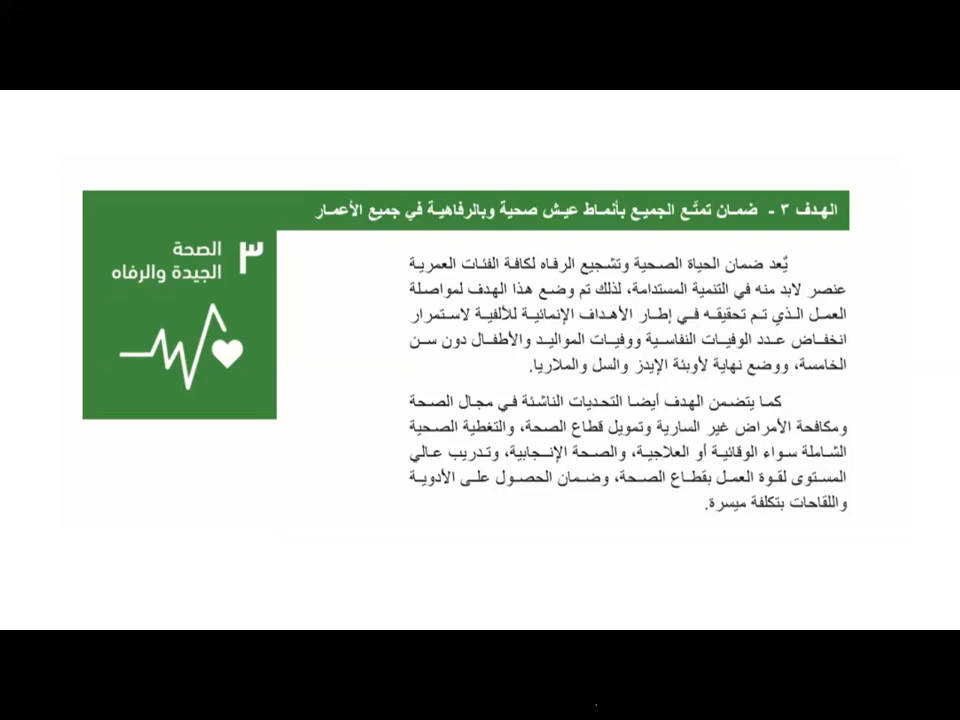 الهدف ٣ - ضمان تمتّع الجميع بأنماط عيش صحية وبالرفاهية في جميع الأعمار
٣ الصحة
الجيدة والرفاه
يُعد ضمان الحياة الصحية وتشجيع الرفاه لكافة الفئات العمرية
عنصر لابد منه في التنمية المستدامة، لذلك تم وضع هذا الهدف لمواصلة
العمل الذي تم تحقيقه في إطار الأهداف الإنمائية للألفية لاستمرار
انخفاض عدد الوفيات النفاسية ووفيات المواليد والأطفال دون سن
الخامسة، ووضع نهاية لأوبئة الإيدز والسل والملاريا.
كما يتضمن الهدف أيضا التحديات الناشئة في مجال الصحة
ومكافحة الأمراض غير السارية وتمويل قطاع الصحة، والتغطية الصحية
الشاملة سواء الوقائية أو العلاجية، والصحة الإنجابية، وتدريب عالي
المستوى لقوة العمل بقطاع الصحة، وضمان الحصول على الأدوية
واللقاحات بتكلفة ميسرة.